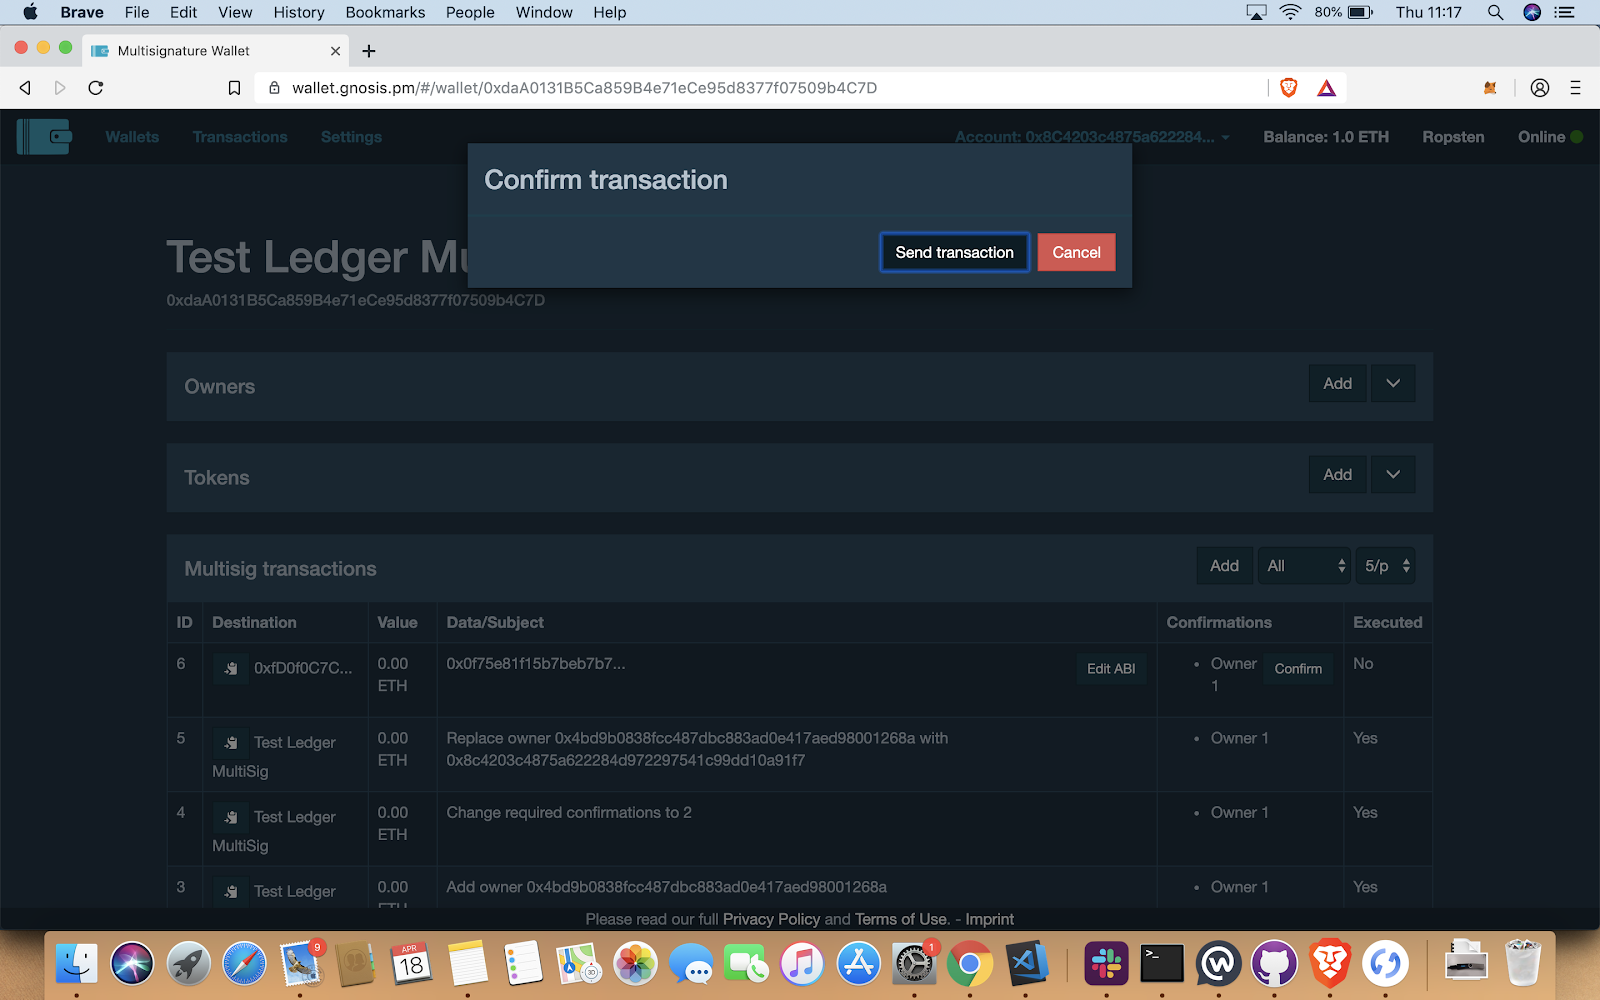 Brave File Edit View History Bookmarks People Window Help 80% Thu 11:17
Multisignature Wallet
wallet.gnosis.pm/#/wallet/0xdaA0131B5Ca859B4e71eCe95d8377f07509b4C7D
Wallets Transactions Settings Account: 0x8C4203c4875a622284... Balance: 1.0 ETH Ropsten Online
Confirm transaction
Send transaction Cancel
Test Ledger Mu
0xdaA0131B5Ca859B4e71eCe95d8377f07509b4C7D
Owners Add
Tokens Add
Multisig transactions Add All 5/p
ID Destination Value Data/Subject Confirmations Executed
6 0xfD0f0C7C... 0.00 0x0f75e81f15b7beb7b7... Edit ABI • Owner Confirm No
ETH 1
5 Test Ledger 0.00 Replace owner 0x4bd9b0838fcc487dbc883ad0e417aed98001268a with • Owner 1 Yes
MultiSig ETH 0x8c4203c4875a622284d972297541c99dd10a91f7
4 Test Ledger 0.00 Change required confirmations to 2 • Owner 1 Yes
MultiSig ETH
3 Test Ledger 0.00 Add owner 0x4bd9b0838fcc487dbc883ad0e417aed98001268a • Owner 1 Yes
ETH
Please read our full Privacy Policy and Terms of Use. - Imprint
9 APR 18 1